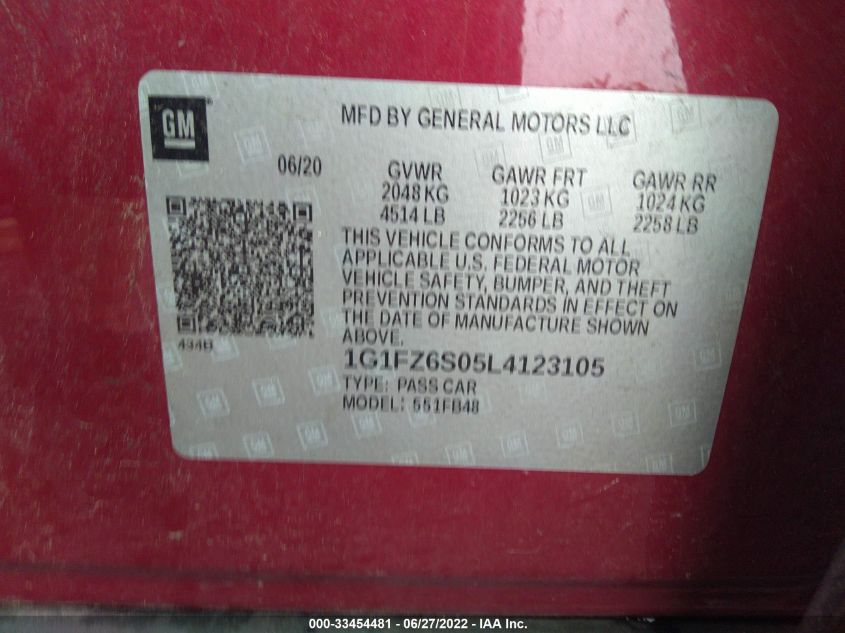 GM
MFD BY GENERAL MOTORS LLC
06/20
GVWR
2048 KG
4514 LB
GAWR FRT
1023 KG
2256 LB
GAWR RR
1024 KG
2258 LB
THIS VEHICLE CONFORMS TO ALL
APPLICABLE U.S. FEDERAL MOTOR
VEHICLE SAFETY, BUMPER, AND THEFT
PREVENTION STANDARDS IN EFFECT ON
THE DATE OF MANUFACTURE SHOWN
ABOVE.
434B
1G1FZ6S05L4123105
TYPE: PASS CAR
MODEL: 551FB48
000-33454481 - 06/27/2022 - IAA Inc.